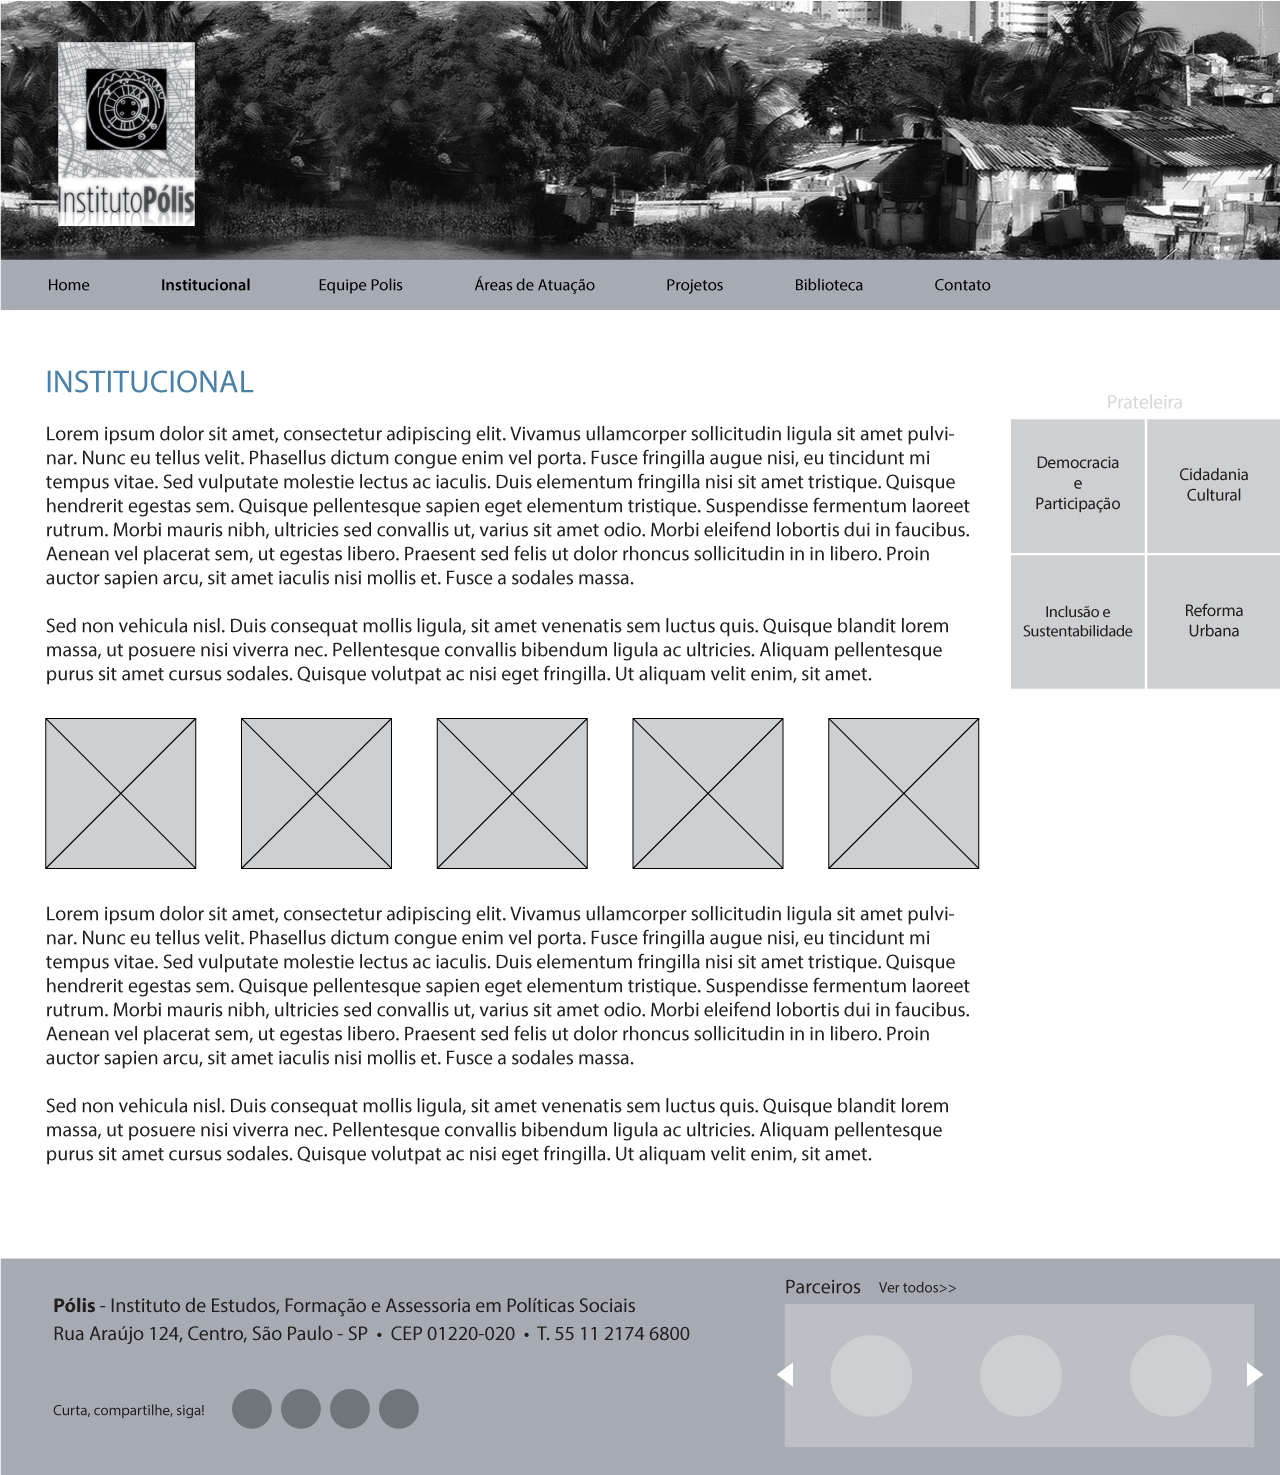 InstitutoPólis
Home Institucional Equipe Polis Áreas de Atuação Projetos Biblioteca Contato
INSTITUCIONAL
Lorem ipsum dolor sit amet, consectetur adipiscing elit. Vivamus ullamcorper sollicitudin ligula sit amet pulvi-
nar. Nunc eu tellus velit. Phasellus dictum congue enim vel porta. Fusce fringilla augue nisi, eu tincidunt mi
tempus vitae. Sed vulputate molestie lectus ac iaculis. Duis elementum fringilla nisi sit amet tristique. Quisque
hendrerit egestas sem. Quisque pellentesque sapien eget elementum tristique. Suspendisse fermentum laoreet
rutrum. Morbi mauris nibh, ultricies sed convallis ut, varius sit amet odio. Morbi eleifend lobortis dui in faucibus.
Aenean vel placerat sem, ut egestas libero. Praesent sed felis ut dolor rhoncus sollicitudin in in libero. Proin
auctor sapien arcu, sit amet iaculis nisi mollis et. Fusce a sodales massa.
Sed non vehicula nisl. Duis consequat mollis ligula, sit amet venenatis sem luctus quis. Quisque blandit lorem
massa, ut posuere nisi viverra nec. Pellentesque convallis bibendum ligula ac ultricies. Aliquam pellentesque
purus sit amet cursus sodales. Quisque volutpat ac nisi eget fringilla. Ut aliquam velit enim, sit amet.
Prateleira
Democracia
e
Participação
Cidadania
Cultural
Inclusão e
Sustentabilidade
Reforma
Urbana
Lorem ipsum dolor sit amet, consectetur adipiscing elit. Vivamus ullamcorper sollicitudin ligula sit amet pulvi-
nar. Nunc eu tellus velit. Phasellus dictum congue enim vel porta. Fusce fringilla augue nisi, eu tincidunt mi
tempus vitae. Sed vulputate molestie lectus ac iaculis. Duis elementum fringilla nisi sit amet tristique. Quisque
hendrerit egestas sem. Quisque pellentesque sapien eget elementum tristique. Suspendisse fermentum laoreet
rutrum. Morbi mauris nibh, ultricies sed convallis ut, varius sit amet odio. Morbi eleifend lobortis dui in faucibus.
Aenean vel placerat sem, ut egestas libero. Praesent sed felis ut dolor rhoncus sollicitudin in in libero. Proin
auctor sapien arcu, sit amet iaculis nisi mollis et. Fusce a sodales massa.
Sed non vehicula nisl. Duis consequat mollis ligula, sit amet venenatis sem luctus quis. Quisque blandit lorem
massa, ut posuere nisi viverra nec. Pellentesque convallis bibendum ligula ac ultricies. Aliquam pellentesque
purus sit amet cursus sodales. Quisque volutpat ac nisi eget fringilla. Ut aliquam velit enim, sit amet.
Pólis - Instituto de Estudos, Formação e Assessoria em Políticas Sociais
Rua Araújo 124, Centro, São Paulo - SP • CEP 01220-020 • T. 55 11 2174 6800
Curta, compartilhe, siga!
Parceiros Ver todos>>